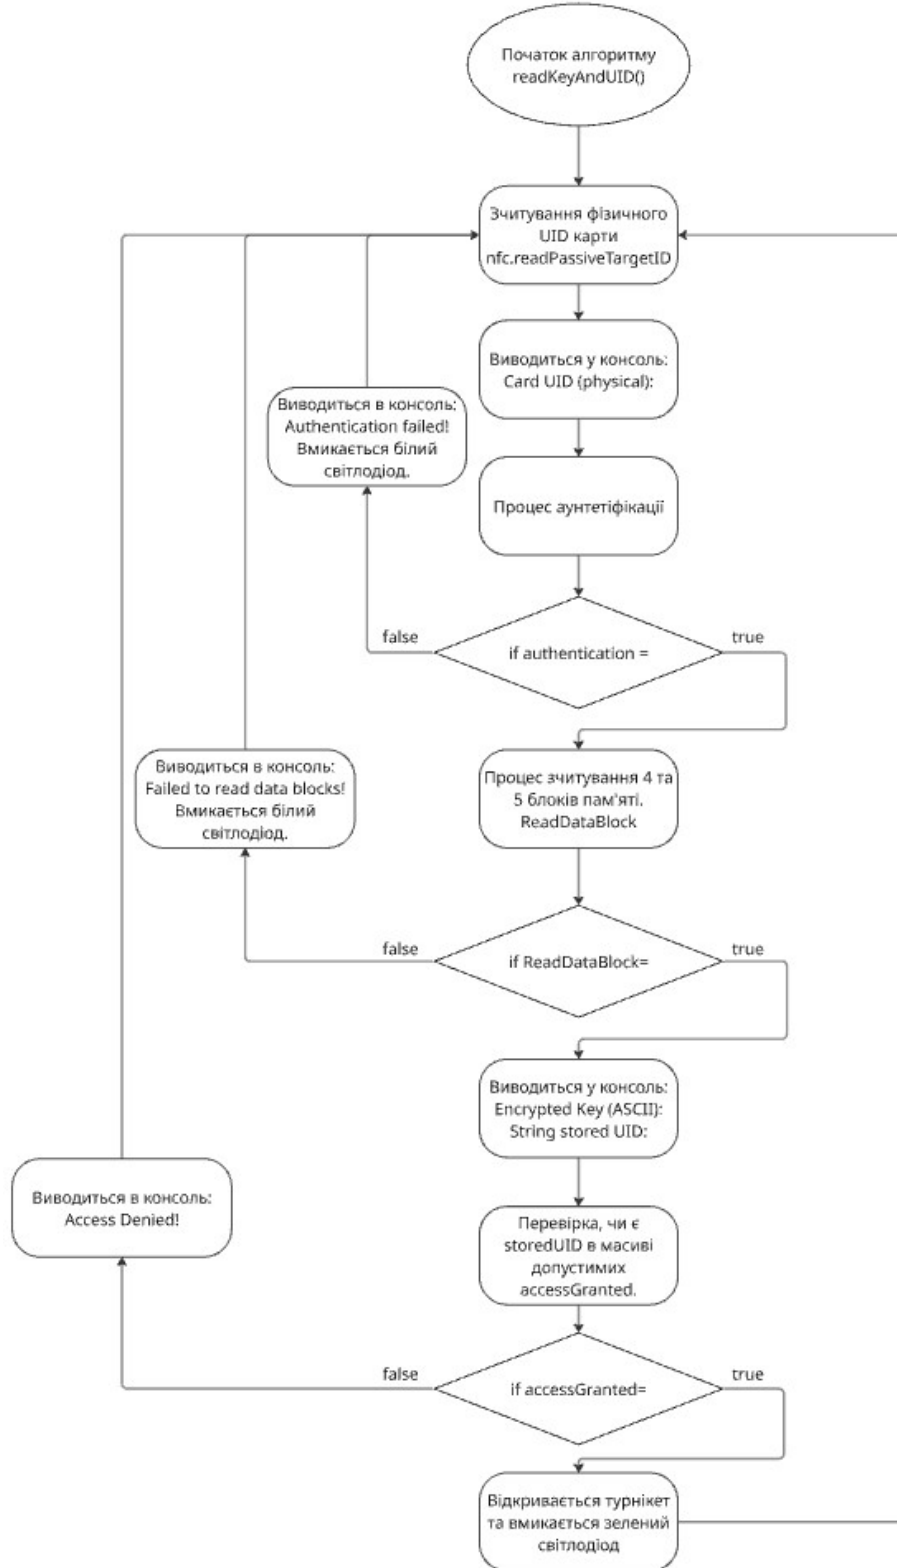 Початок алгоритму
readKeyAndUID()
Зчитування фізичного
UID карти
nfc.readPassiveTargetID
Виводиться у консоль:
Card UID (physical):
Виводиться в консоль:
Authentication failed!
Вмикається білий
світлодіод.
Процес аунтетіфікації
false
if authentication =
true
Виводиться в консоль:
Failed to read data blocks!
Вмикається білий
світлодіод.
Процес зчитування 4 та
5 блоків пам'яті.
ReadDataBlock
false
if ReadDataBlock=
true
Виводиться у консоль:
Encrypted Key (ASCII):
String stored UID:
Виводиться в консоль:
Access Denied!
Перевірка, чи є
storedUID в масиві
допустимих
accessGranted.
false
if accessGranted=
true
Відкривається турнікет
та вмикається зелений
світлодіод